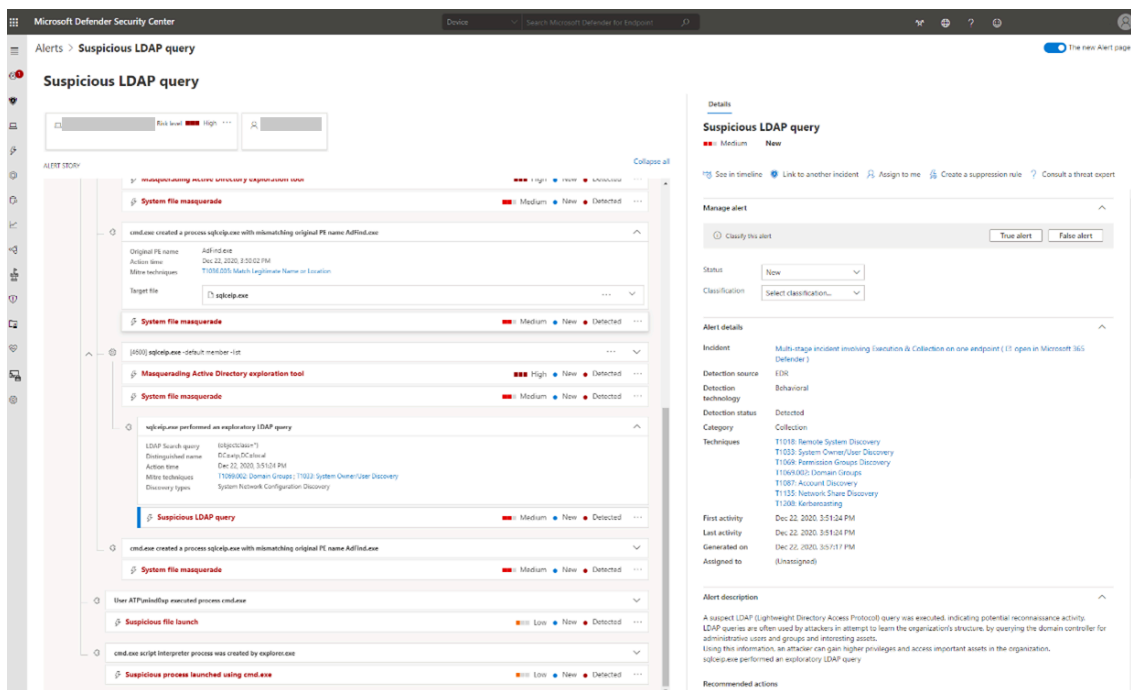 Microsoft Defender Security Center
Device
Search Microsoft Defender for Endpoint
Alerts > Suspicious LDAP query
The new Alert page
Suspicious LDAP query
Risk level High ...
ALERT STORY
Collapse all
Masquerading Active Directory exploration tool High New Detected
System file masquerade Medium New Detected ...
cmd.exe created a process sqlceip.exe with mismatching original PE name AdFind.exe
Original PE name AdFind.exe
Action time Dec 22, 2020, 3:50:02 PM
Mitre techniques T1036.005: Match Legitimate Name or Location
Target file sqlceip.exe ...
System file masquerade Medium New Detected ...
[4600] sqlceip.exe -default member -list ...
Masquerading Active Directory exploration tool High New Detected ...
System file masquerade Medium New Detected ...
sqlceip.exe performed an exploratory LDAP query
LDAP Search query (objectclass=*)
Distinguished name
Action time Dec 22, 2020, 3:51:24 PM
Mitre techniques T1069.002: Domain Groups ; T1033: System Owner/User Discovery
Discovery types System Network Configuration Discovery
Suspicious LDAP query Medium New Detected ...
cmd.exe created a process sqlceip.exe with mismatching original PE name AdFind.exe
System file masquerade Medium New Detected ...
executed process cmd.exe
Suspicious file launch Low New Detected ...
cmd.exe script interpreter process was created by explorer.exe
Suspicious process launched using cmd.exe Low New Detected ...
Details
Suspicious LDAP query
Medium New
See in timeline Link to another incident Assign to me Create a suppression rule ? Consult a threat expert
Manage alert
Classify this alert True alert False alert
Status New
Classification Select classification...
Alert details
Incident Multi-stage incident involving Execution & Collection on one endpoint ( open in Microsoft 365
Defender )
Detection source EDR
Detection Behavioral
technology
Detection status Detected
Category Collection
Techniques T1018: Remote System Discovery
T1033: System Owner/User Discovery
T1069: Permission Groups Discovery
T1069.002: Domain Groups
T1087: Account Discovery
T1135: Network Share Discovery
T1208: Kerberoasting
First activity Dec 22, 2020, 3:51:24 PM
Last activity Dec 22, 2020, 3:51:24 PM
Generated on Dec 22, 2020, 3:57:17 PM
Assigned to (Unassigned)
Alert description
A suspect LDAP (Lightweight Directory Access Protocol) query was executed, indicating potential reconnaissance activity.
LDAP queries are often used by attackers in attempt to learn the organization's structure, by querying the domain controller for
administrative users and groups and interesting assets.
Using this information, an attacker can gain higher privileges and access important assets in the organization.
sqlceip.exe performed an exploratory LDAP query
Recommended actions